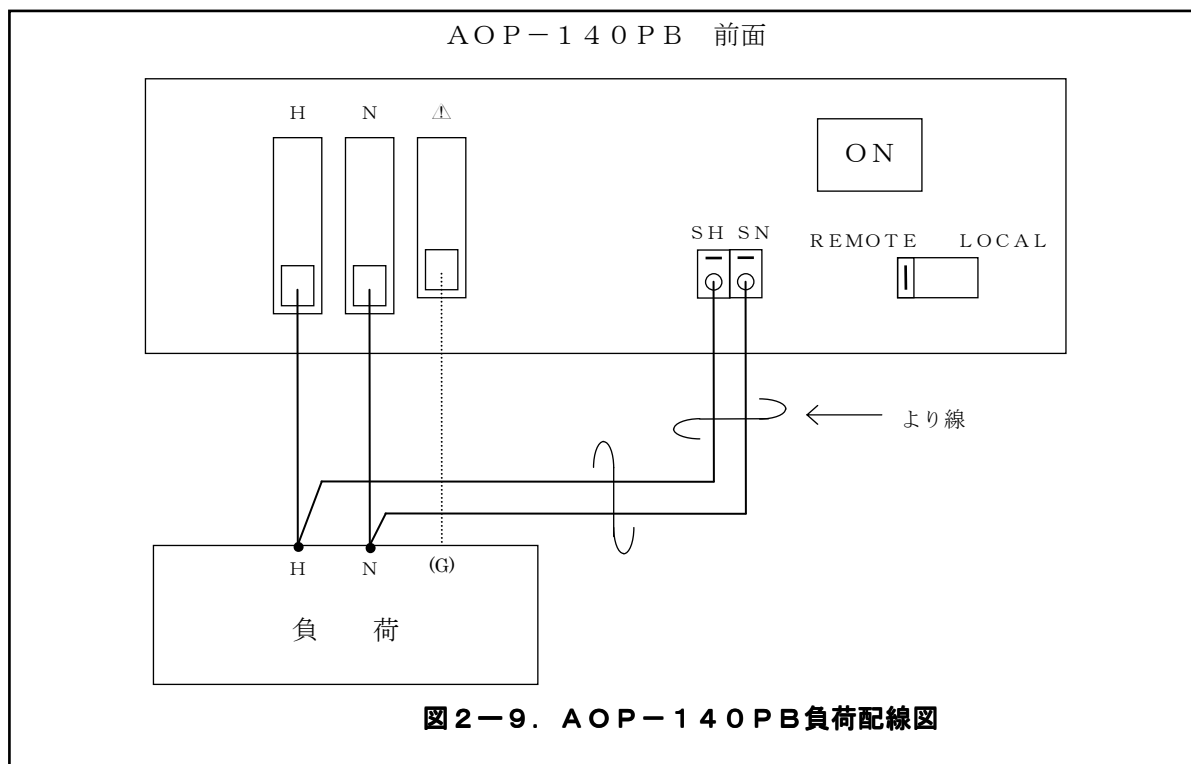 AOP-140PB 前面
H N ⚠
ON
SH SN
REMOTE LOCAL
より線
H N (G)
負 荷
図2-9. AOP-140PB負荷配線図